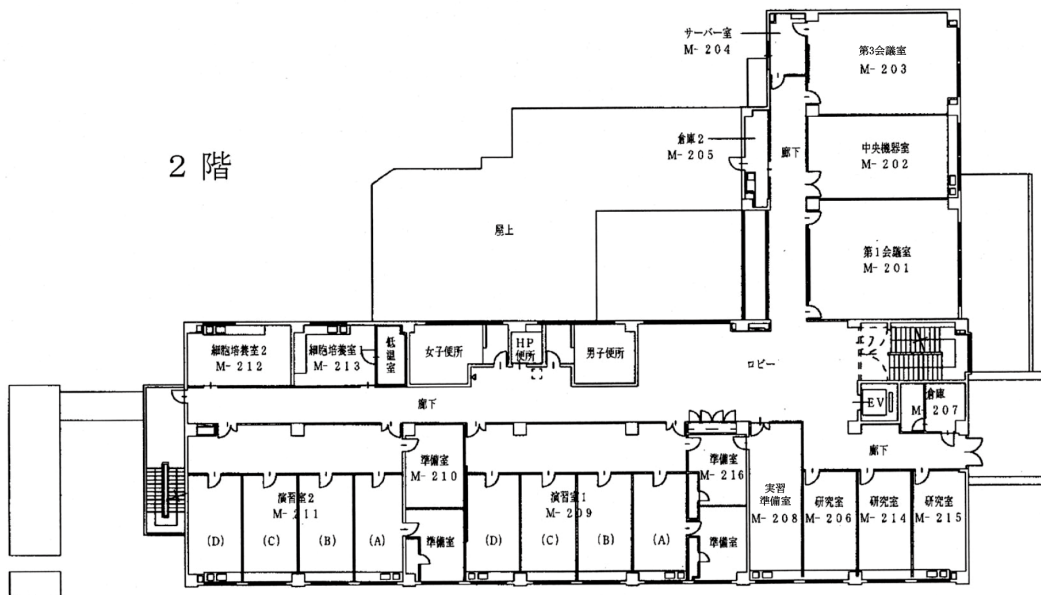 サーバー室
M-204
第3会議室
M-203
2階
倉庫2
M-205
廊下
中央機器室
M-202
屋上
第1会議室
M-201
細胞培養室2
M-212
細胞培養室1
M-213
低温室
女子便所
HP
便所
男子便所
ロビー
EV
倉庫
M-207
廊下
廊下
準備室
M-210
準備室
M-216
演習室2
M-211
(D)
(C)
(B)
(A)
準備室
演習室1
M-209
(D)
(C)
(B)
(A)
準備室
実習
準備室
M-208
研究室
M-206
研究室
M-214
研究室
M-215